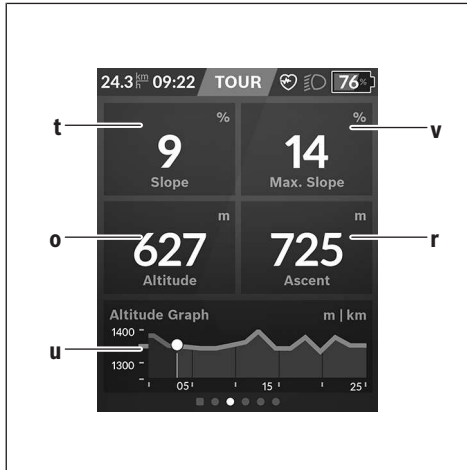 24.3 km/h 09:22 TOUR 76%
t
%
9
Slope
%
14
Max. Slope
v
o
m
627
Altitude
m
725
Ascent
r
Altitude Graph m | km
1400
1300
05' 15' 25'
u